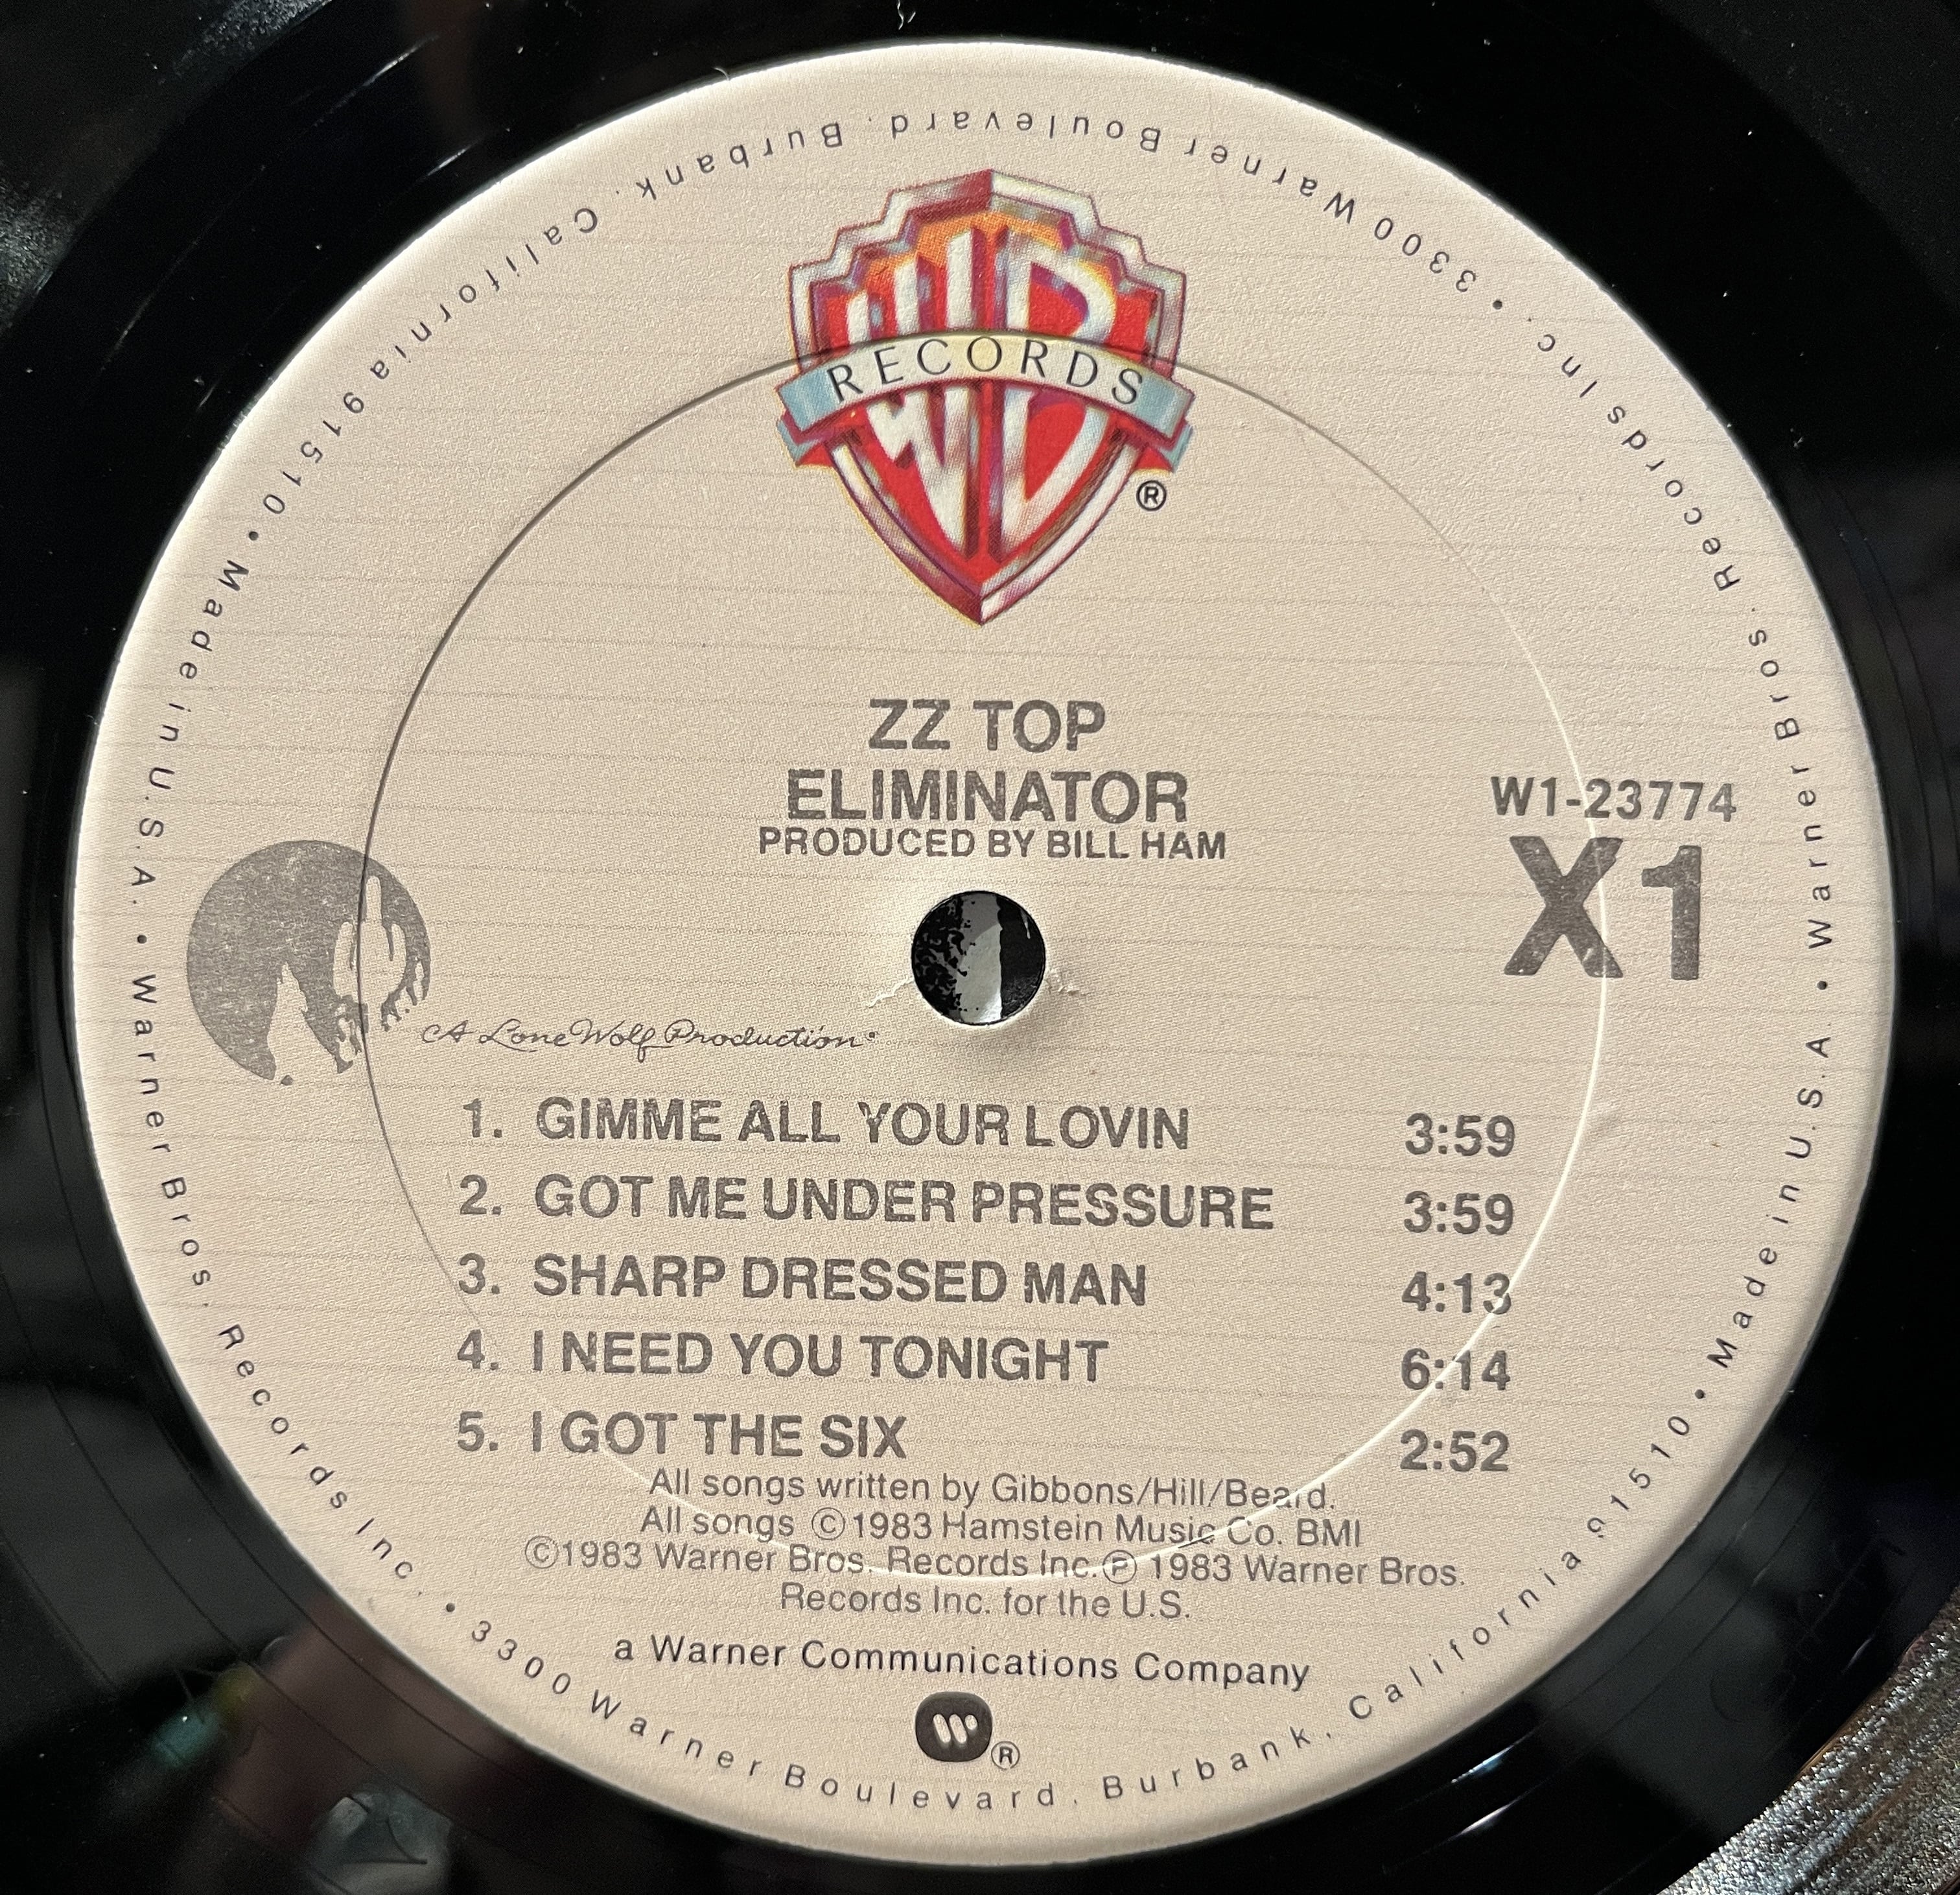 WB
RECORDS
®
ZZ TOP
ELIMINATOR
PRODUCED BY BILL HAM
W1-23774
X1
A Lone Wolf Production
1. GIMME ALL YOUR LOVIN 3:59
2. GOT ME UNDER PRESSURE 3:59
3. SHARP DRESSED MAN 4:13
4. I NEED YOU TONIGHT 6:14
5. I GOT THE SIX 2:52
All songs written by Gibbons/Hill/Beard.
All songs ©1983 Hamstein Music Co. BMI
©1983 Warner Bros. Records Inc. ℗ 1983 Warner Bros.
Records Inc. for the U.S.
a Warner Communications Company
W ®
Warner Bros. Records Inc. • 3300 Warner Boulevard. Burbank, California 91510 • Made in U.S.A. •
Warner Bros. Records Inc. • 3300 Warner Boulevard. Burbank. California 91510 • Made in U.S.A. •